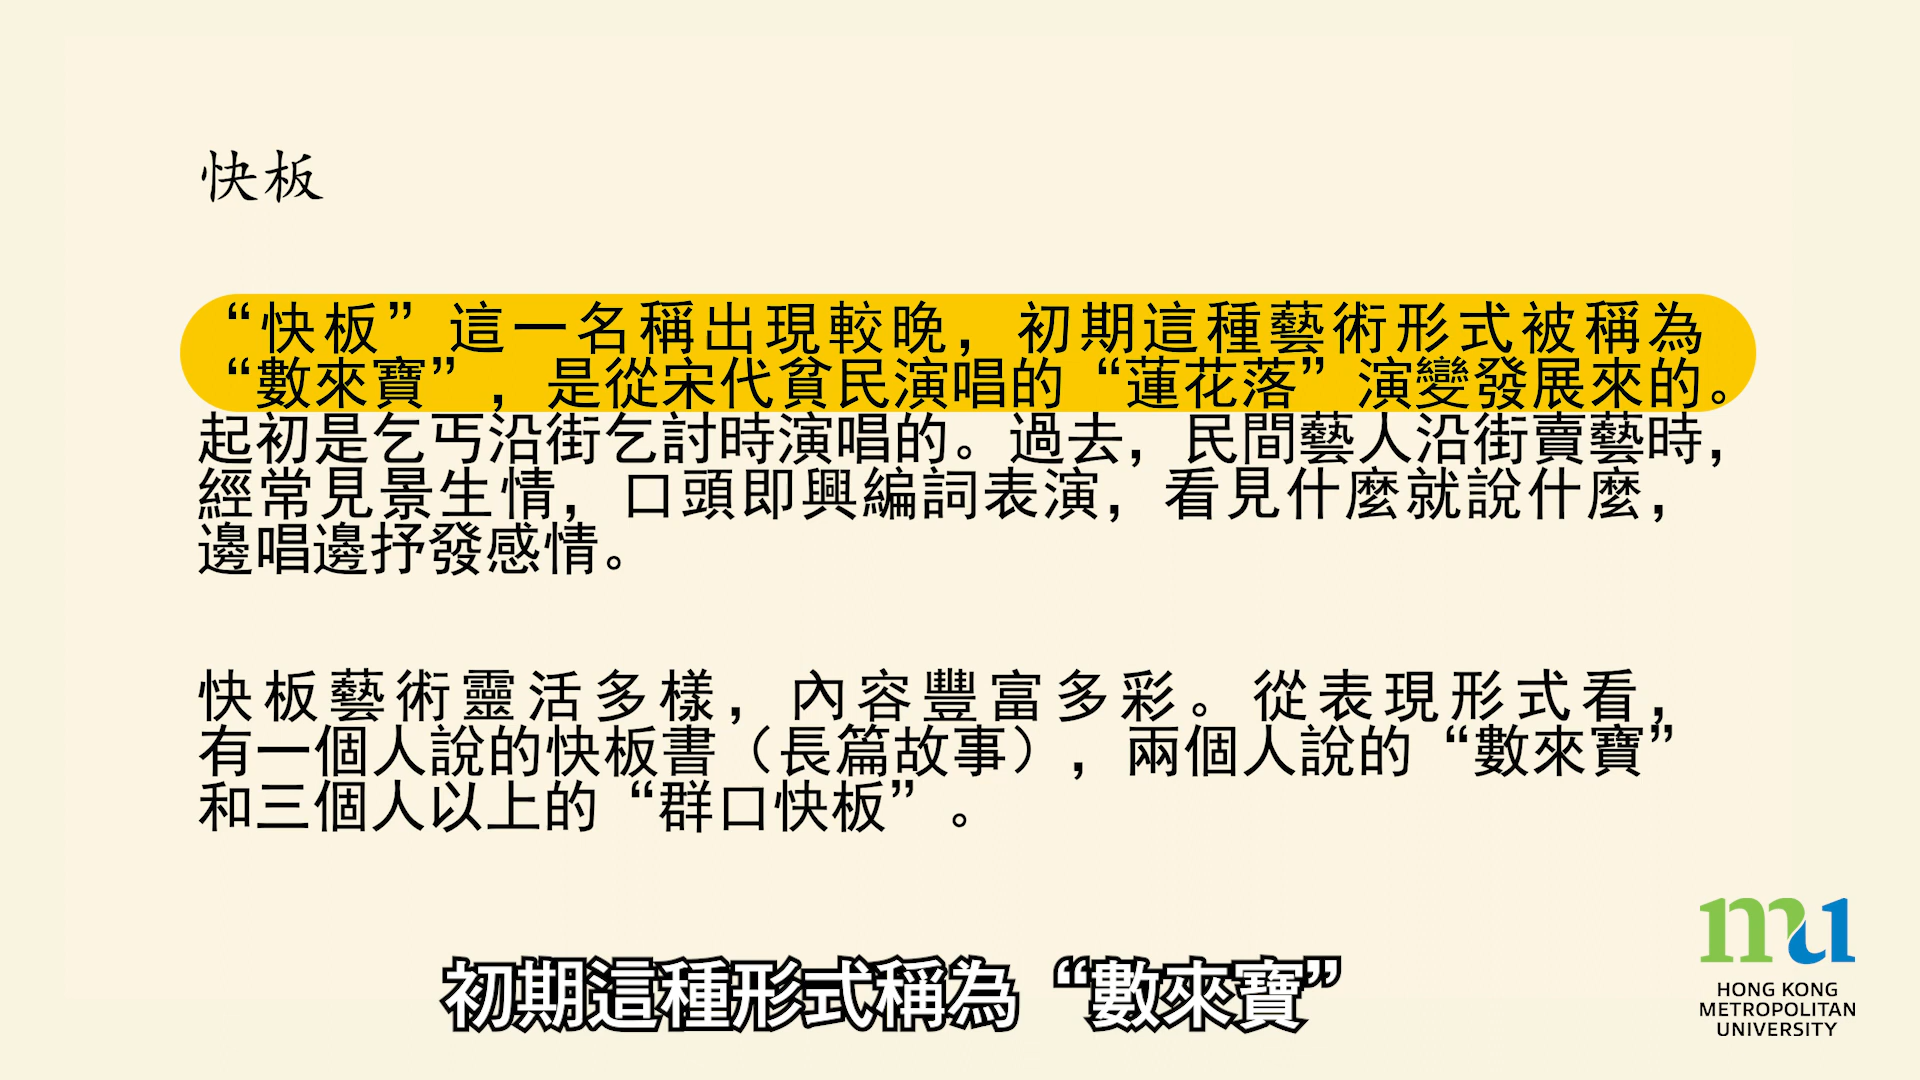 快板
“快板”這一名稱出現較晚，初期這種藝術形式被稱為
“數來寶”，是從宋代貧民演唱的“蓮花落”演變發展來的。
起初是乞丐沿街乞討時演唱的。過去，民間藝人沿街賣藝時，
經常見景生情，口頭即興編詞表演，看見什麼就說什麼，
邊唱邊抒發感情。
快板藝術靈活多樣，內容豐富多彩。從表現形式看，
有一個人說的快板書（長篇故事），兩個人說的“數來寶”
和三個人以上的“群口快板”。
初期這種形式稱為“數來寶”
mu
HONG KONG
METROPOLITAN
UNIVERSITY